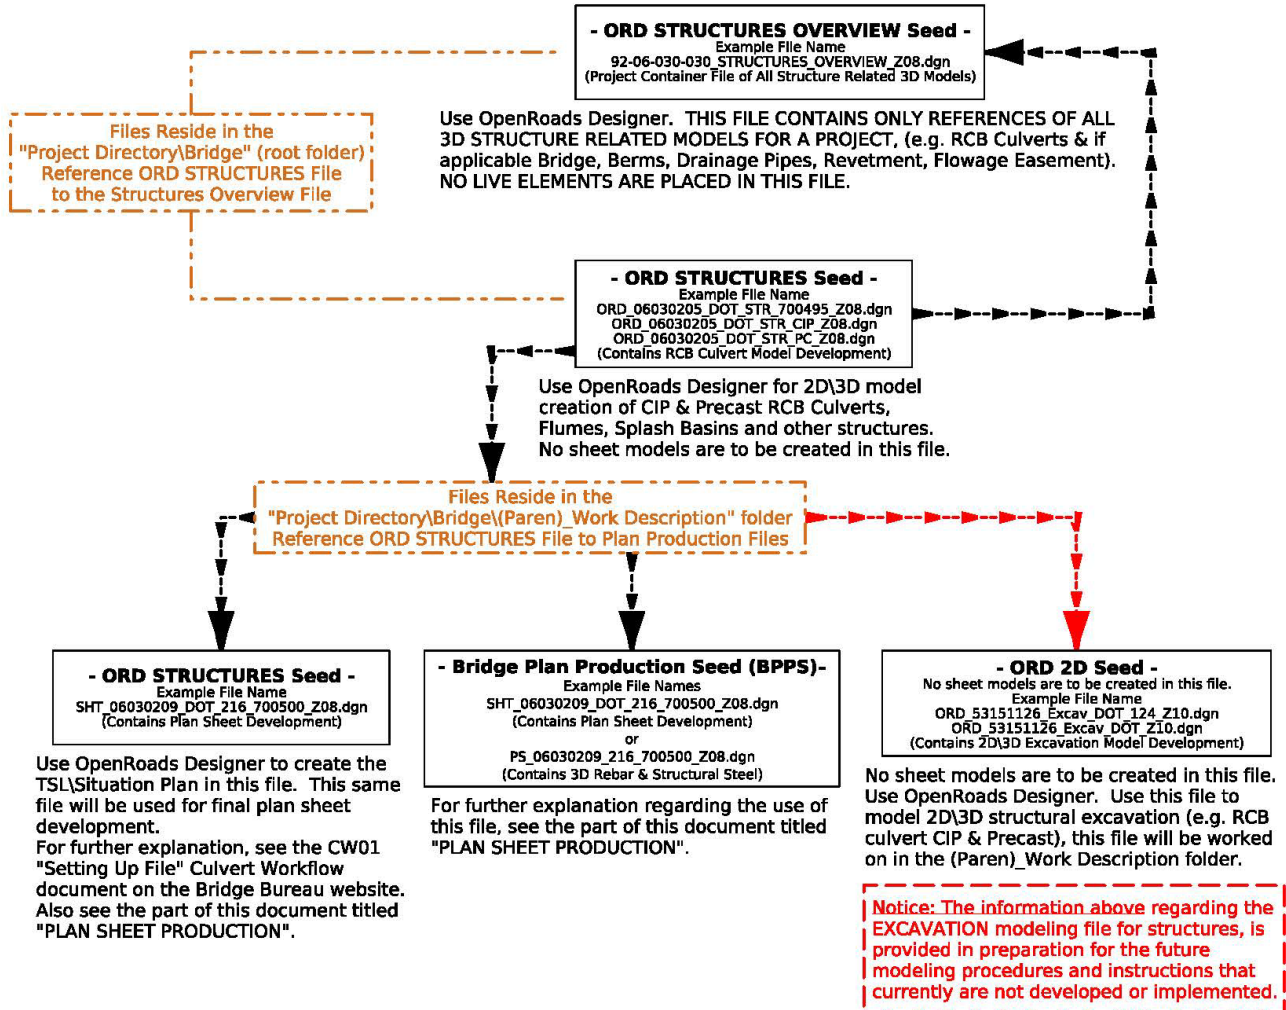 - ORD STRUCTURES OVERVIEW Seed -
Example File Name
92-06-030-030_STRUCTURES_OVERVIEW_Z08.dgn
(Project Container File of All Structure Related 3D Models)
Use OpenRoads Designer.  THIS FILE CONTAINS ONLY REFERENCES OF ALL
3D STRUCTURE RELATED MODELS FOR A PROJECT, (e.g. RCB Culverts & if
applicable Bridge, Berms, Drainage Pipes, Revetment, Flowage Easement).
NO LIVE ELEMENTS ARE PLACED IN THIS FILE.
Files Reside in the
"Project Directory\Bridge" (root folder)
Reference ORD STRUCTURES File
to the Structures Overview File
- ORD STRUCTURES Seed -
Example File Name
ORD_06030205_DOT_STR_700495_Z08.dgn
ORD_06030205_DOT_STR_CIP_Z08.dgn
ORD_06030205_DOT_STR_PC_Z08.dgn
(Contains RCB Culvert Model Development)
Use OpenRoads Designer for 2D\3D model
creation of CIP & Precast RCB Culverts,
Flumes, Splash Basins and other structures.
No sheet models are to be created in this file.
Files Reside in the
"Project Directory\Bridge\(Paren)_Work Description" folder
Reference ORD STRUCTURES File to Plan Production Files
- ORD STRUCTURES Seed -
Example File Name
SHT_06030209_DOT_216_700500_Z08.dgn
(Contains Plan Sheet Development)
Use OpenRoads Designer to create the
TSL\Situation Plan in this file.  This same
file will be used for final plan sheet
development.
For further explanation, see the CW01
"Setting Up File" Culvert Workflow
document on the Bridge Bureau website.
Also see the part of this document titled
"PLAN SHEET PRODUCTION".
- Bridge Plan Production Seed (BPPS)-
Example File Names
SHT_06030209_DOT_216_700500_Z08.dgn
(Contains Plan Sheet Development)
or
PS_06030209_216_700500_Z08.dgn
(Contains 3D Rebar & Structural Steel)
For further explanation regarding the use of
this file, see the part of this document titled
"PLAN SHEET PRODUCTION".
- ORD 2D Seed -
No sheet models are to be created in this file.
Example File Name
ORD_53151126_Excav_DOT_124_Z10.dgn
ORD_53151126_Excav_DOT_Z10.dgn
(Contains 2D\3D Excavation Model Development)
No sheet models are to be created in this file.
Use OpenRoads Designer.  Use this file to
model 2D\3D structural excavation (e.g. RCB
culvert CIP & Precast), this file will be worked
on in the (Paren)_Work Description folder.
Notice: The information above regarding the
EXCAVATION modeling file for structures, is
provided in preparation for the future
modeling procedures and instructions that
currently are not developed or implemented.